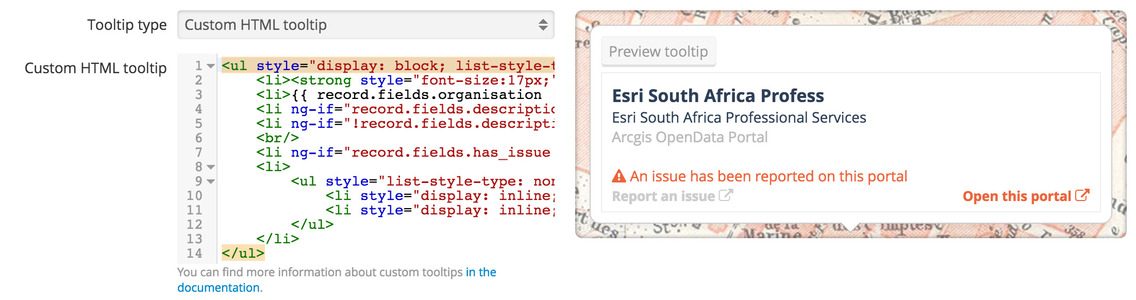 Tooltip type
Custom HTML tooltip
Custom HTML tooltip
1 <ul style="display: block; list-style-t
2 <li><strong style="font-size:17px;"
3 <li>{{ record.fields.organisation
4 <li ng-if="record.fields.descriptio
5 <li ng-if="!record.fields.descripti
6 <br/>
7 <li ng-if="record.fields.has_issue
8 <li>
9 <ul style="list-style-type: non
10 <li style="display: inline;
11 <li style="display: inline;
12 </ul>
13 </li>
14 </ul>
You can find more information about custom tooltips in the
documentation.
Preview tooltip
Esri South Africa Profess
Esri South Africa Professional Services
Arcgis OpenData Portal
An issue has been reported on this portal
Report an issue
Open this portal